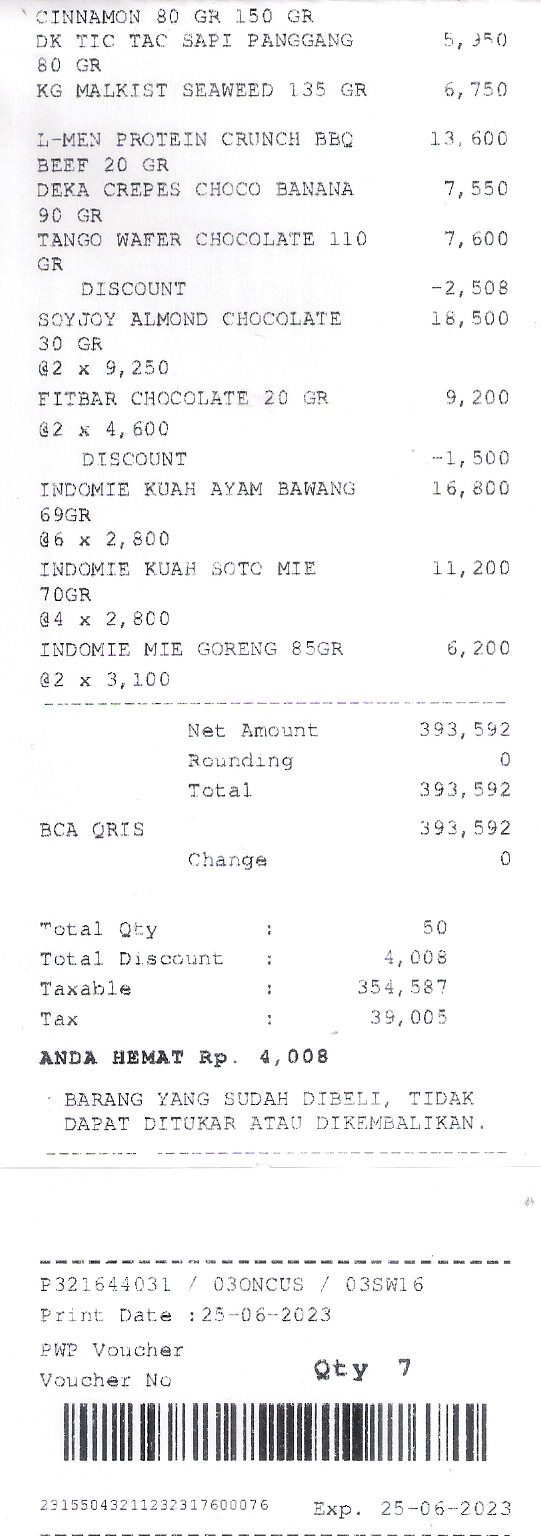 CINNAMON 80 GR 150 GR
DK TIC TAC SAPI PANGGANG 5,950
80 GR
KG MALKIST SEAWEED 135 GR 6,750
L-MEN PROTEIN CRUNCH BBQ 13,600
BEEF 20 GR
DEKA CREPES CHOCO BANANA 7,550
90 GR
TANGO WAFER CHOCOLATE 110 7,600
GR
DISCOUNT -2,508
SOYJOY ALMOND CHOCOLATE 18,500
30 GR
@2 x 9,250
FITBAR CHOCOLATE 20 GR 9,200
@2 x 4,600
DISCOUNT -1,500
INDOMIE KUAH AYAM BAWANG 16,800
69GR
@6 x 2,800
INDOMIE KUAH SOTO MIE 11,200
70GR
@4 x 2,800
INDOMIE MIE GORENG 85GR 6,200
@2 x 3,100
Net Amount 393,592
Rounding 0
Total 393,592
BCA QRIS 393,592
Change 0
Total Qty : 50
Total Discount : 4,008
Taxable : 354,587
Tax : 39,005
ANDA HEMAT Rp. 4,008
BARANG YANG SUDAH DIBELI, TIDAK
DAPAT DITUKAR ATAU DIKEMBALIKAN.
P321644031 / 03ONCUS / 03SW16
Print Date :25-06-2023
PWP Voucher
Qty 7
Voucher No
23155043211232317600076 Exp. 25-06-2023